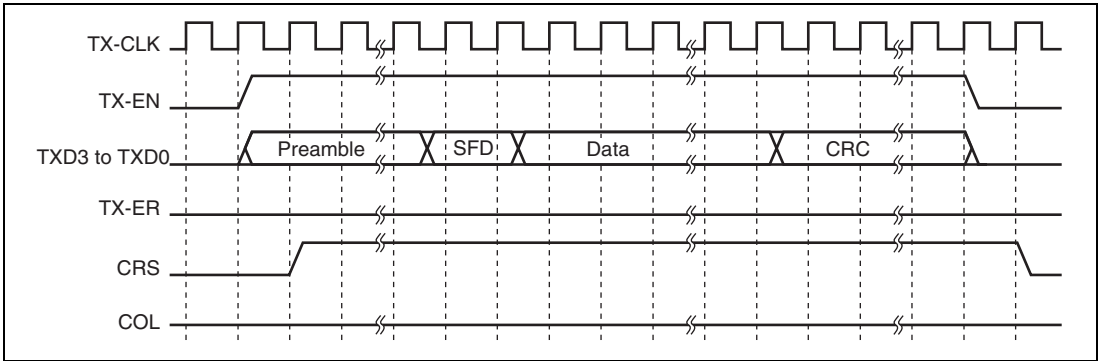 TX-CLK
TX-EN
TXD3 to TXD0
Preamble
SFD
Data
CRC
TX-ER
CRS
COL